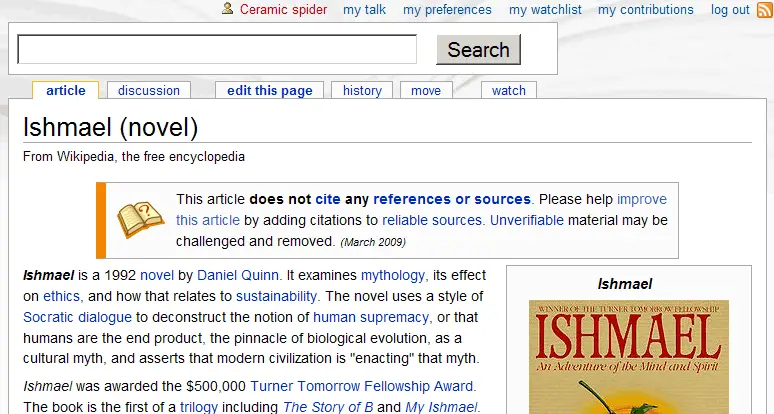 Ceramic spider my talk my preferences my watchlist my contributions log out
Search
article discussion edit this page history move watch
Ishmael (novel)
From Wikipedia, the free encyclopedia
This article does not cite any references or sources. Please help improve
this article by adding citations to reliable sources. Unverifiable material may be
challenged and removed. (March 2009)
Ishmael is a 1992 novel by Daniel Quinn. It examines mythology, its effect
on ethics, and how that relates to sustainability. The novel uses a style of
Socratic dialogue to deconstruct the notion of human supremacy, or that
humans are the end product, the pinnacle of biological evolution, as a
cultural myth, and asserts that modern civilization is "enacting" that myth.
Ishmael was awarded the $500,000 Turner Tomorrow Fellowship Award.
The book is the first of a trilogy including The Story of B and My Ishmael.
Ishmael
WINNER OF THE TURNER TOMORROW FELLOWSHIP
ISHMAEL
An Adventure of the Mind and Spirit